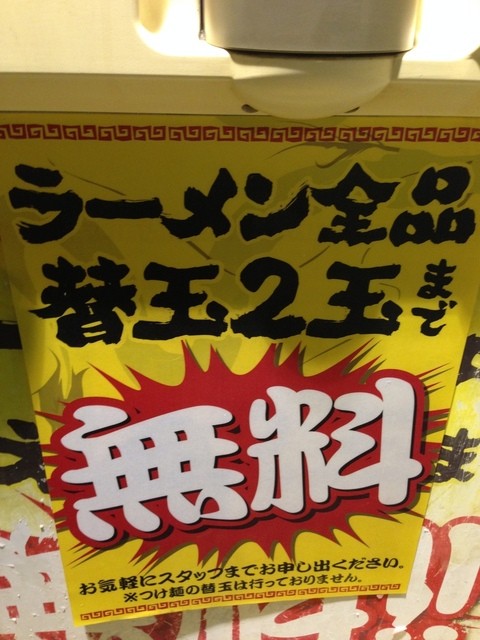 ラーメン全品
替玉2玉まで
無料
お気軽にスタッフまでお申し出ください。
※つけ麺の替玉は行っておりません。